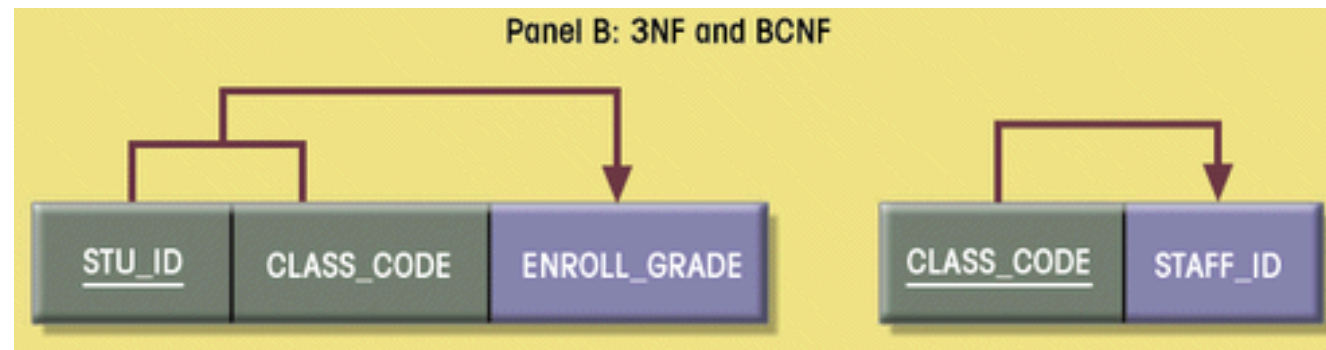 Panel B: 3NF and BCNF
STU_ID CLASS_CODE ENROLL_GRADE CLASS_CODE STAFF_ID